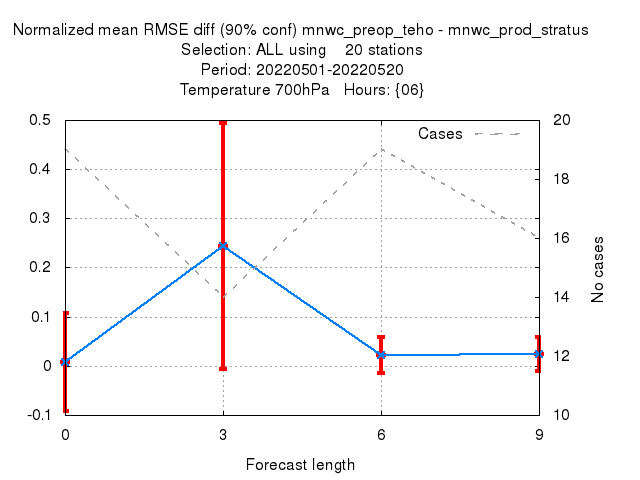 Normalized mean RMSE diff (90% conf) mnwc_preop_teho - mnwc_prod_stratus
Selection: ALL using    20 stations
Period: 20220501-20220520
Temperature 700hPa   Hours: {06}
Cases
0.5
0.4
0.3
0.2
0.1
0
-0.1
20
18
16
14
12
10
No cases
0
3
6
9
Forecast length